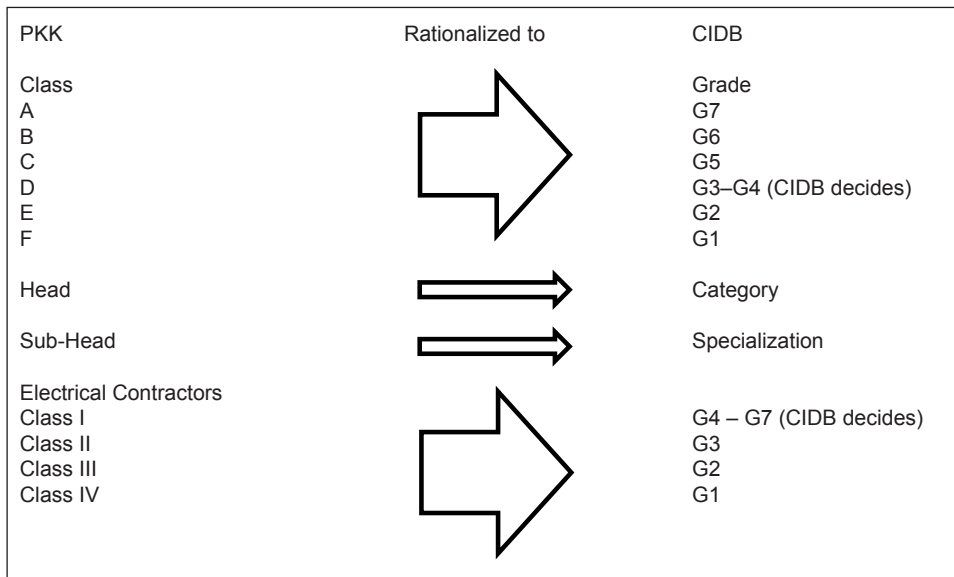 PKK Rationalized to CIDB
Class Grade
A G7
B G6
C G5
D G3–G4 (CIDB decides)
E G2
F G1
Head Category
Sub-Head Specialization
Electrical Contractors
Class I G4 – G7 (CIDB decides)
Class II G3
Class III G2
Class IV G1